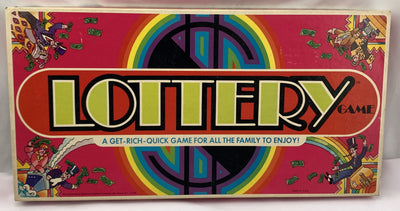 LOTTERY
GAME
A GET-RICH-QUICK GAME FOR ALL THE FAMILY TO ENJOY!